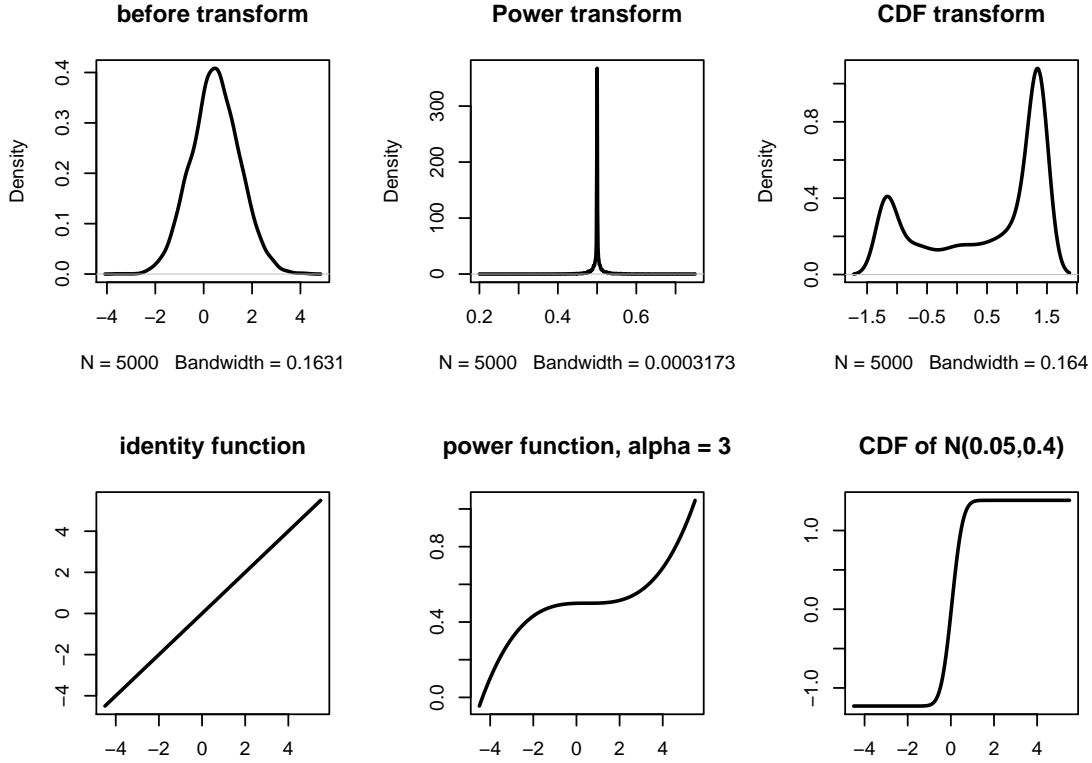 before transform
Power transform
CDF transform
Density
0.0 0.1 0.2 0.3 0.4
−4 −2 0 2 4
N = 5000 Bandwidth = 0.1631
Density
0 100 200 300
0.2 0.4 0.6
N = 5000 Bandwidth = 0.0003173
Density
0.0 0.4 0.8
−1.5 −0.5 0.5 1.5
N = 5000 Bandwidth = 0.164
identity function
power function, alpha = 3
CDF of N(0.05,0.4)
−4 −2 0 2 4
−4 −2 0 2 4
0.0 0.4 0.8
−4 −2 0 2 4
−1.0 0.0 1.0
−4 −2 0 2 4